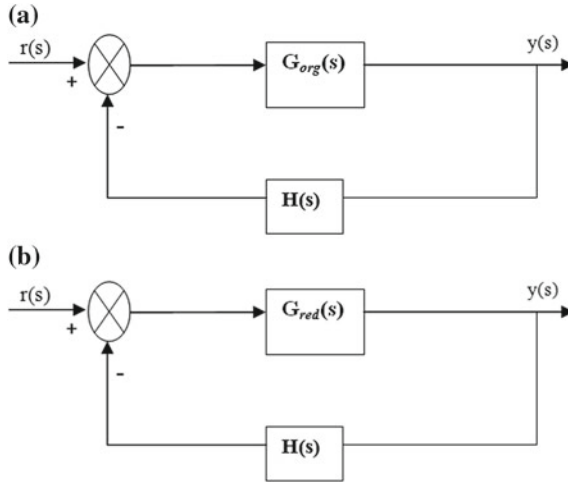 (a)
r(s)
+
-
G_org(s)
y(s)
H(s)
(b)
r(s)
+
-
G_red(s)
y(s)
H(s)